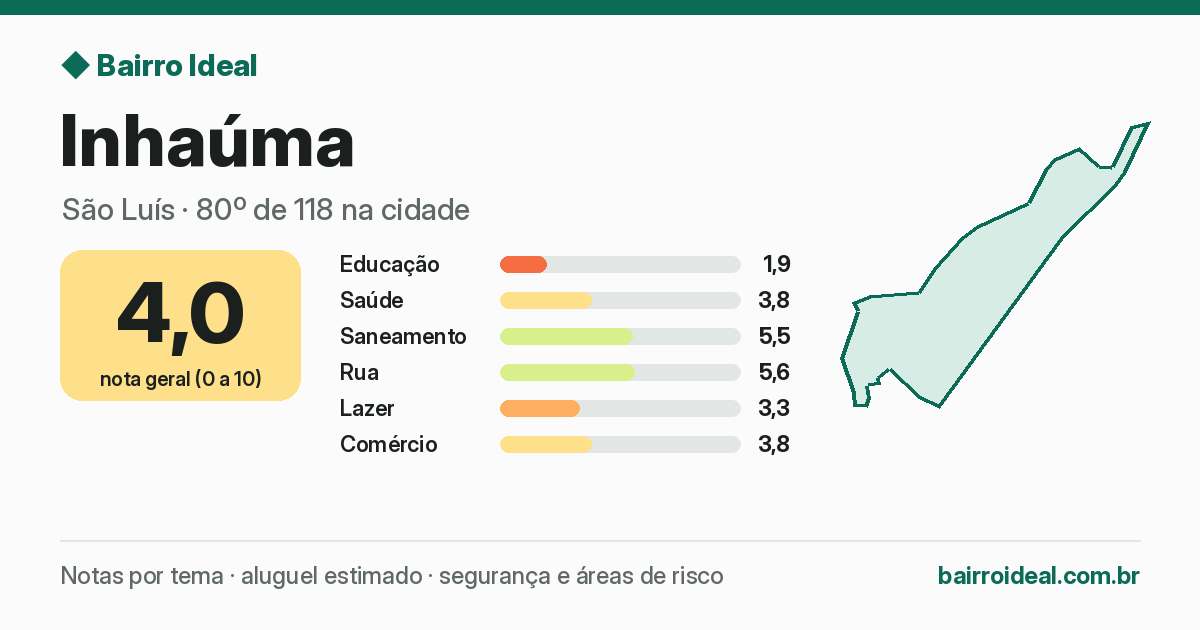 Bairro Ideal
Inhaúma
São Luís · 80º de 118 na cidade
4,0
nota geral (0 a 10)
Educação 1,9
Saúde 3,8
Saneamento 5,5
Rua 5,6
Lazer 3,3
Comércio 3,8
Notas por tema · aluguel estimado · segurança e áreas de risco
bairroideal.com.br